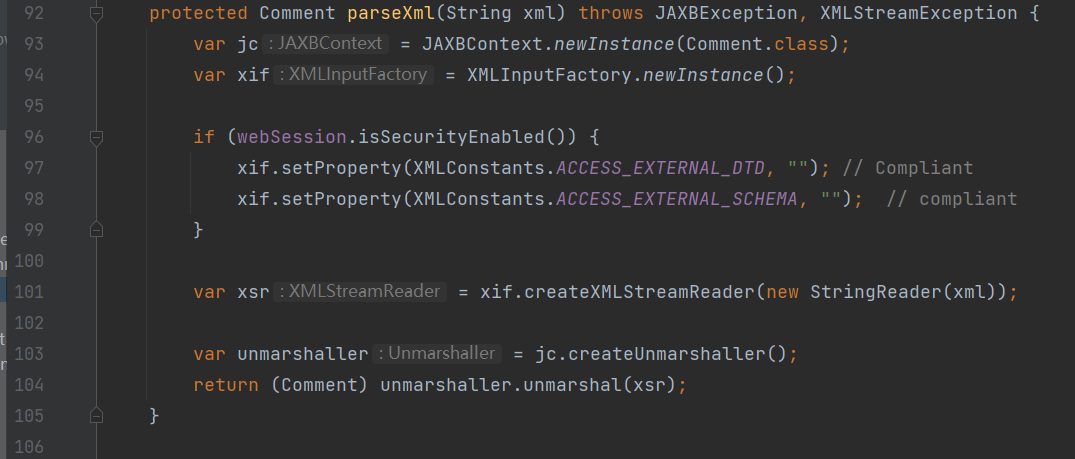 92 protected Comment parseXml(String xml) throws JAXBException, XMLStreamException {
93 var jc : JAXBContext = JAXBContext.newInstance(Comment.class);
94 var xif : XMLInputFactory = XMLInputFactory.newInstance();
95
96 if (webSession.isSecurityEnabled()) {
97 xif.setProperty(XMLConstants.ACCESS_EXTERNAL_DTD, ""); // Compliant
98 xif.setProperty(XMLConstants.ACCESS_EXTERNAL_SCHEMA, "");  // compliant
99 }
100
101 var xsr : XMLStreamReader = xif.createXMLStreamReader(new StringReader(xml));
102
103 var unmarshaller : Unmarshaller = jc.createUnmarshaller();
104 return (Comment) unmarshaller.unmarshal(xsr);
105 }
106